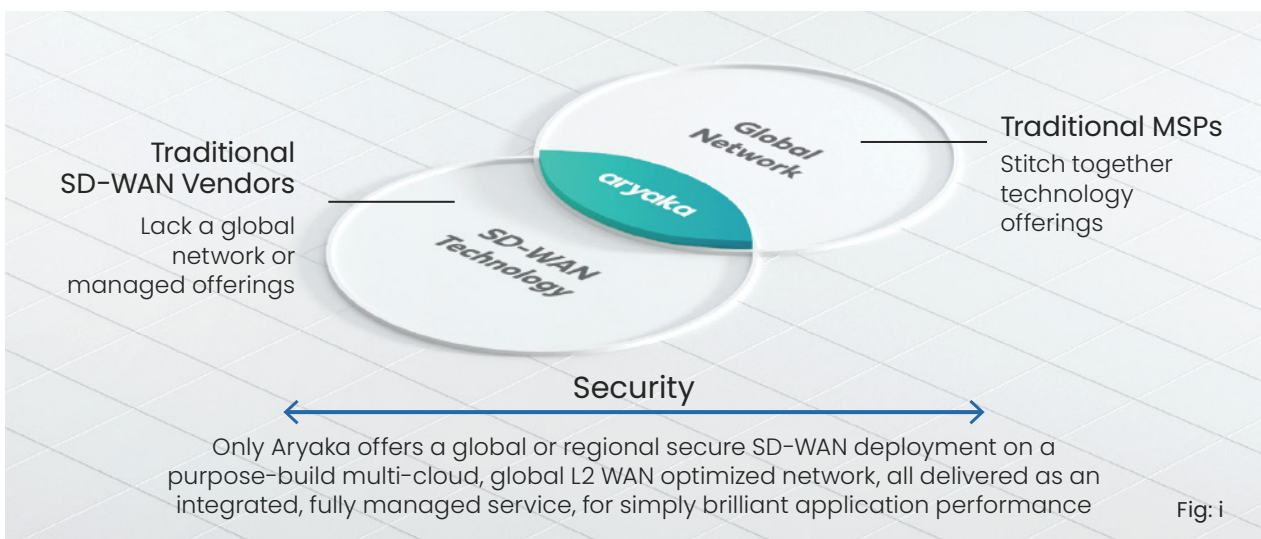 Traditional
SD-WAN Vendors
Lack a global
network or
managed offerings
Global
Network
aryaka
SD-WAN
Technology
Traditional MSPs
Stitch together
technology
offerings
Security
Only Aryaka offers a global or regional secure SD-WAN deployment on a
purpose-build multi-cloud, global L2 WAN optimized network, all delivered as an
integrated, fully managed service, for simply brilliant application performance
Fig: i